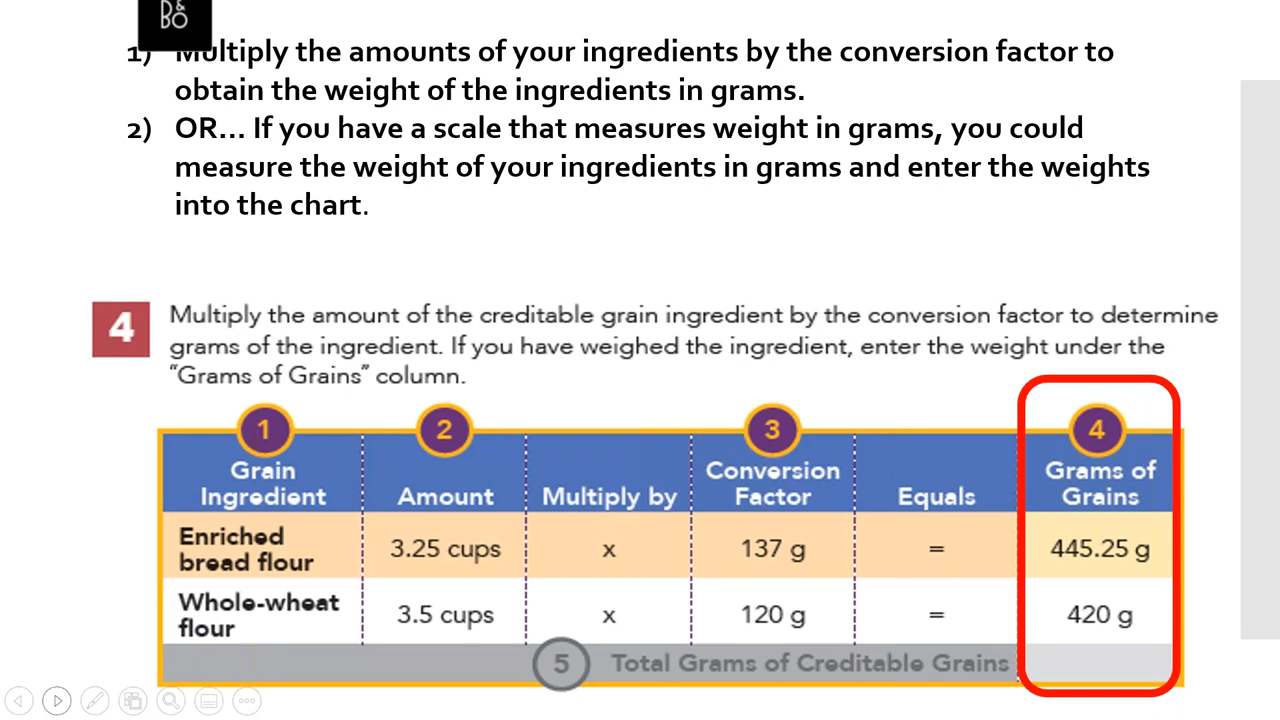 B&
BO
1) Multiply the amounts of your ingredients by the conversion factor to
obtain the weight of the ingredients in grams.
2) OR... If you have a scale that measures weight in grams, you could
measure the weight of your ingredients in grams and enter the weights
into the chart.
4 Multiply the amount of the creditable grain ingredient by the conversion factor to determine
grams of the ingredient. If you have weighed the ingredient, enter the weight under the
“Grams of Grains” column.
1 2 3 4
Grain Ingredient Amount Multiply by Conversion Factor Equals Grams of Grains
Enriched bread flour 3.25 cups x 137 g = 445.25 g
Whole-wheat flour 3.5 cups x 120 g = 420 g
5 Total Grams of Creditable Grains